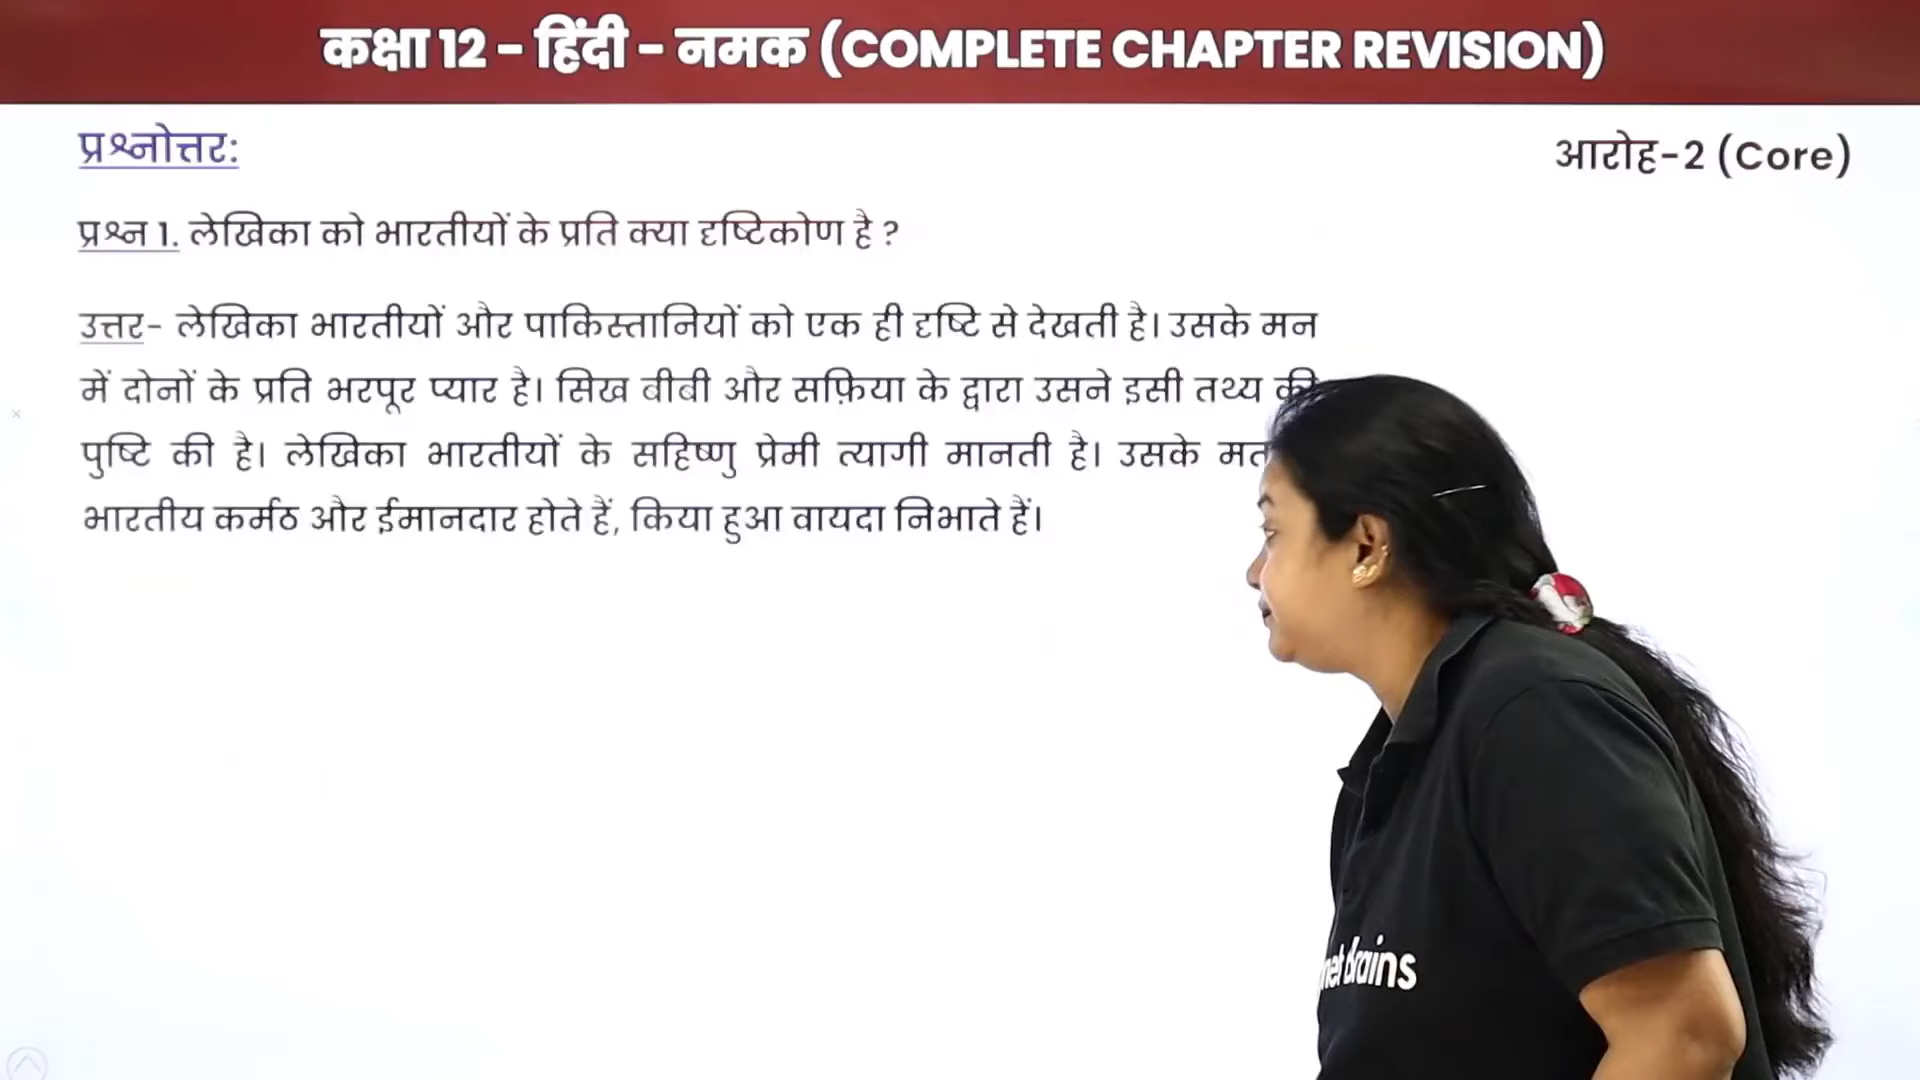 कक्षा 12 - हिंदी - नमक (COMPLETE CHAPTER REVISION)
प्रश्नोत्तर:
आरोह-2 (Core)
प्रश्न 1. लेखिका को भारतीयों के प्रति क्या दृष्टिकोण है ?
उत्तर- लेखिका भारतीयों और पाकिस्तानियों को एक ही दृष्टि से देखती है। उसके मन
में दोनों के प्रति भरपूर प्यार है। सिख बीबी और सफ़िया के द्वारा उसने इसी तथ्य की
पुष्टि की है। लेखिका भारतीयों के सहिष्णु प्रेमी त्यागी मानती है। उसके मत
भारतीय कर्मठ और ईमानदार होते हैं, किया हुआ वायदा निभाते हैं।
net Brains